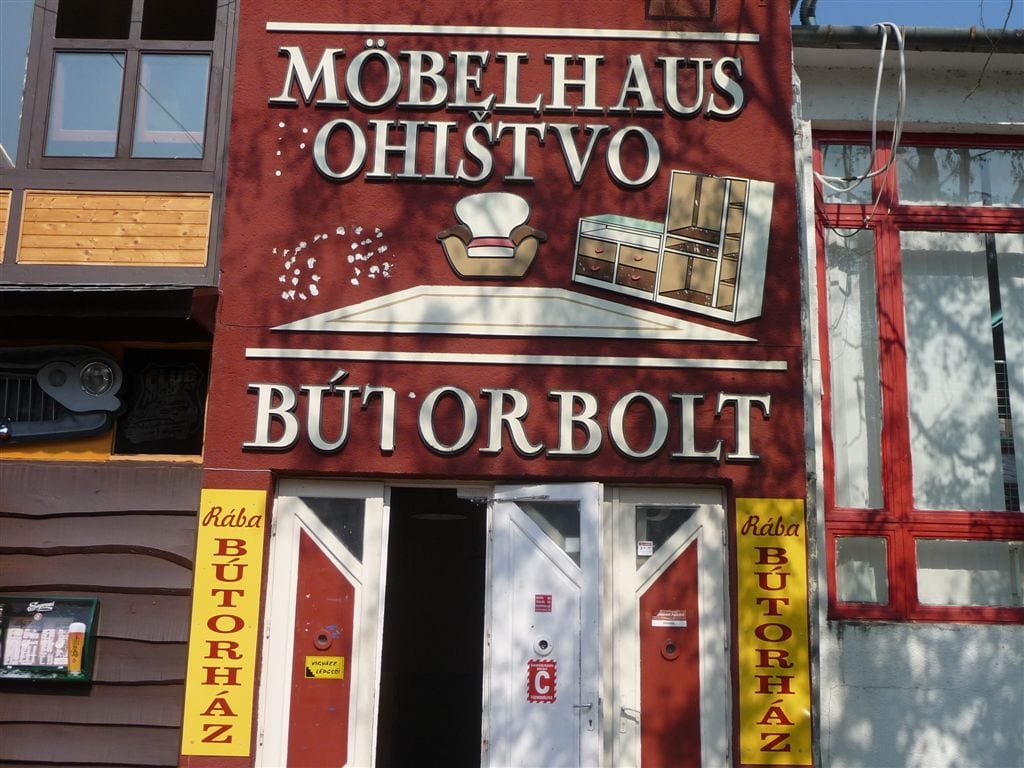 MÖBELHAUS
OHIŠTVO
BÚTORBOLT
Rába
BÚTORHÁZ
Rába
BÚTORHÁZ
VIGYÁZZ
LÉPCSŐ!
C